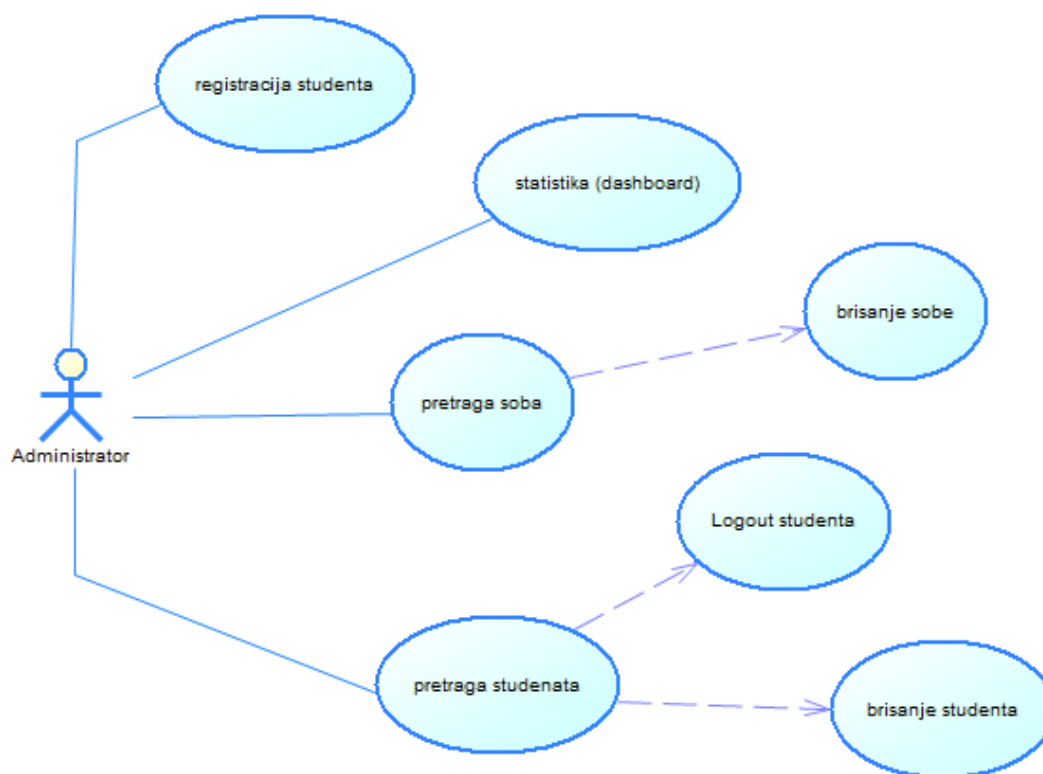 registracija studenta
statistika (dashboard)
brisanje sobe
pretraga soba
Administrator
Logout studenta
pretraga studenata
brisanje studenta